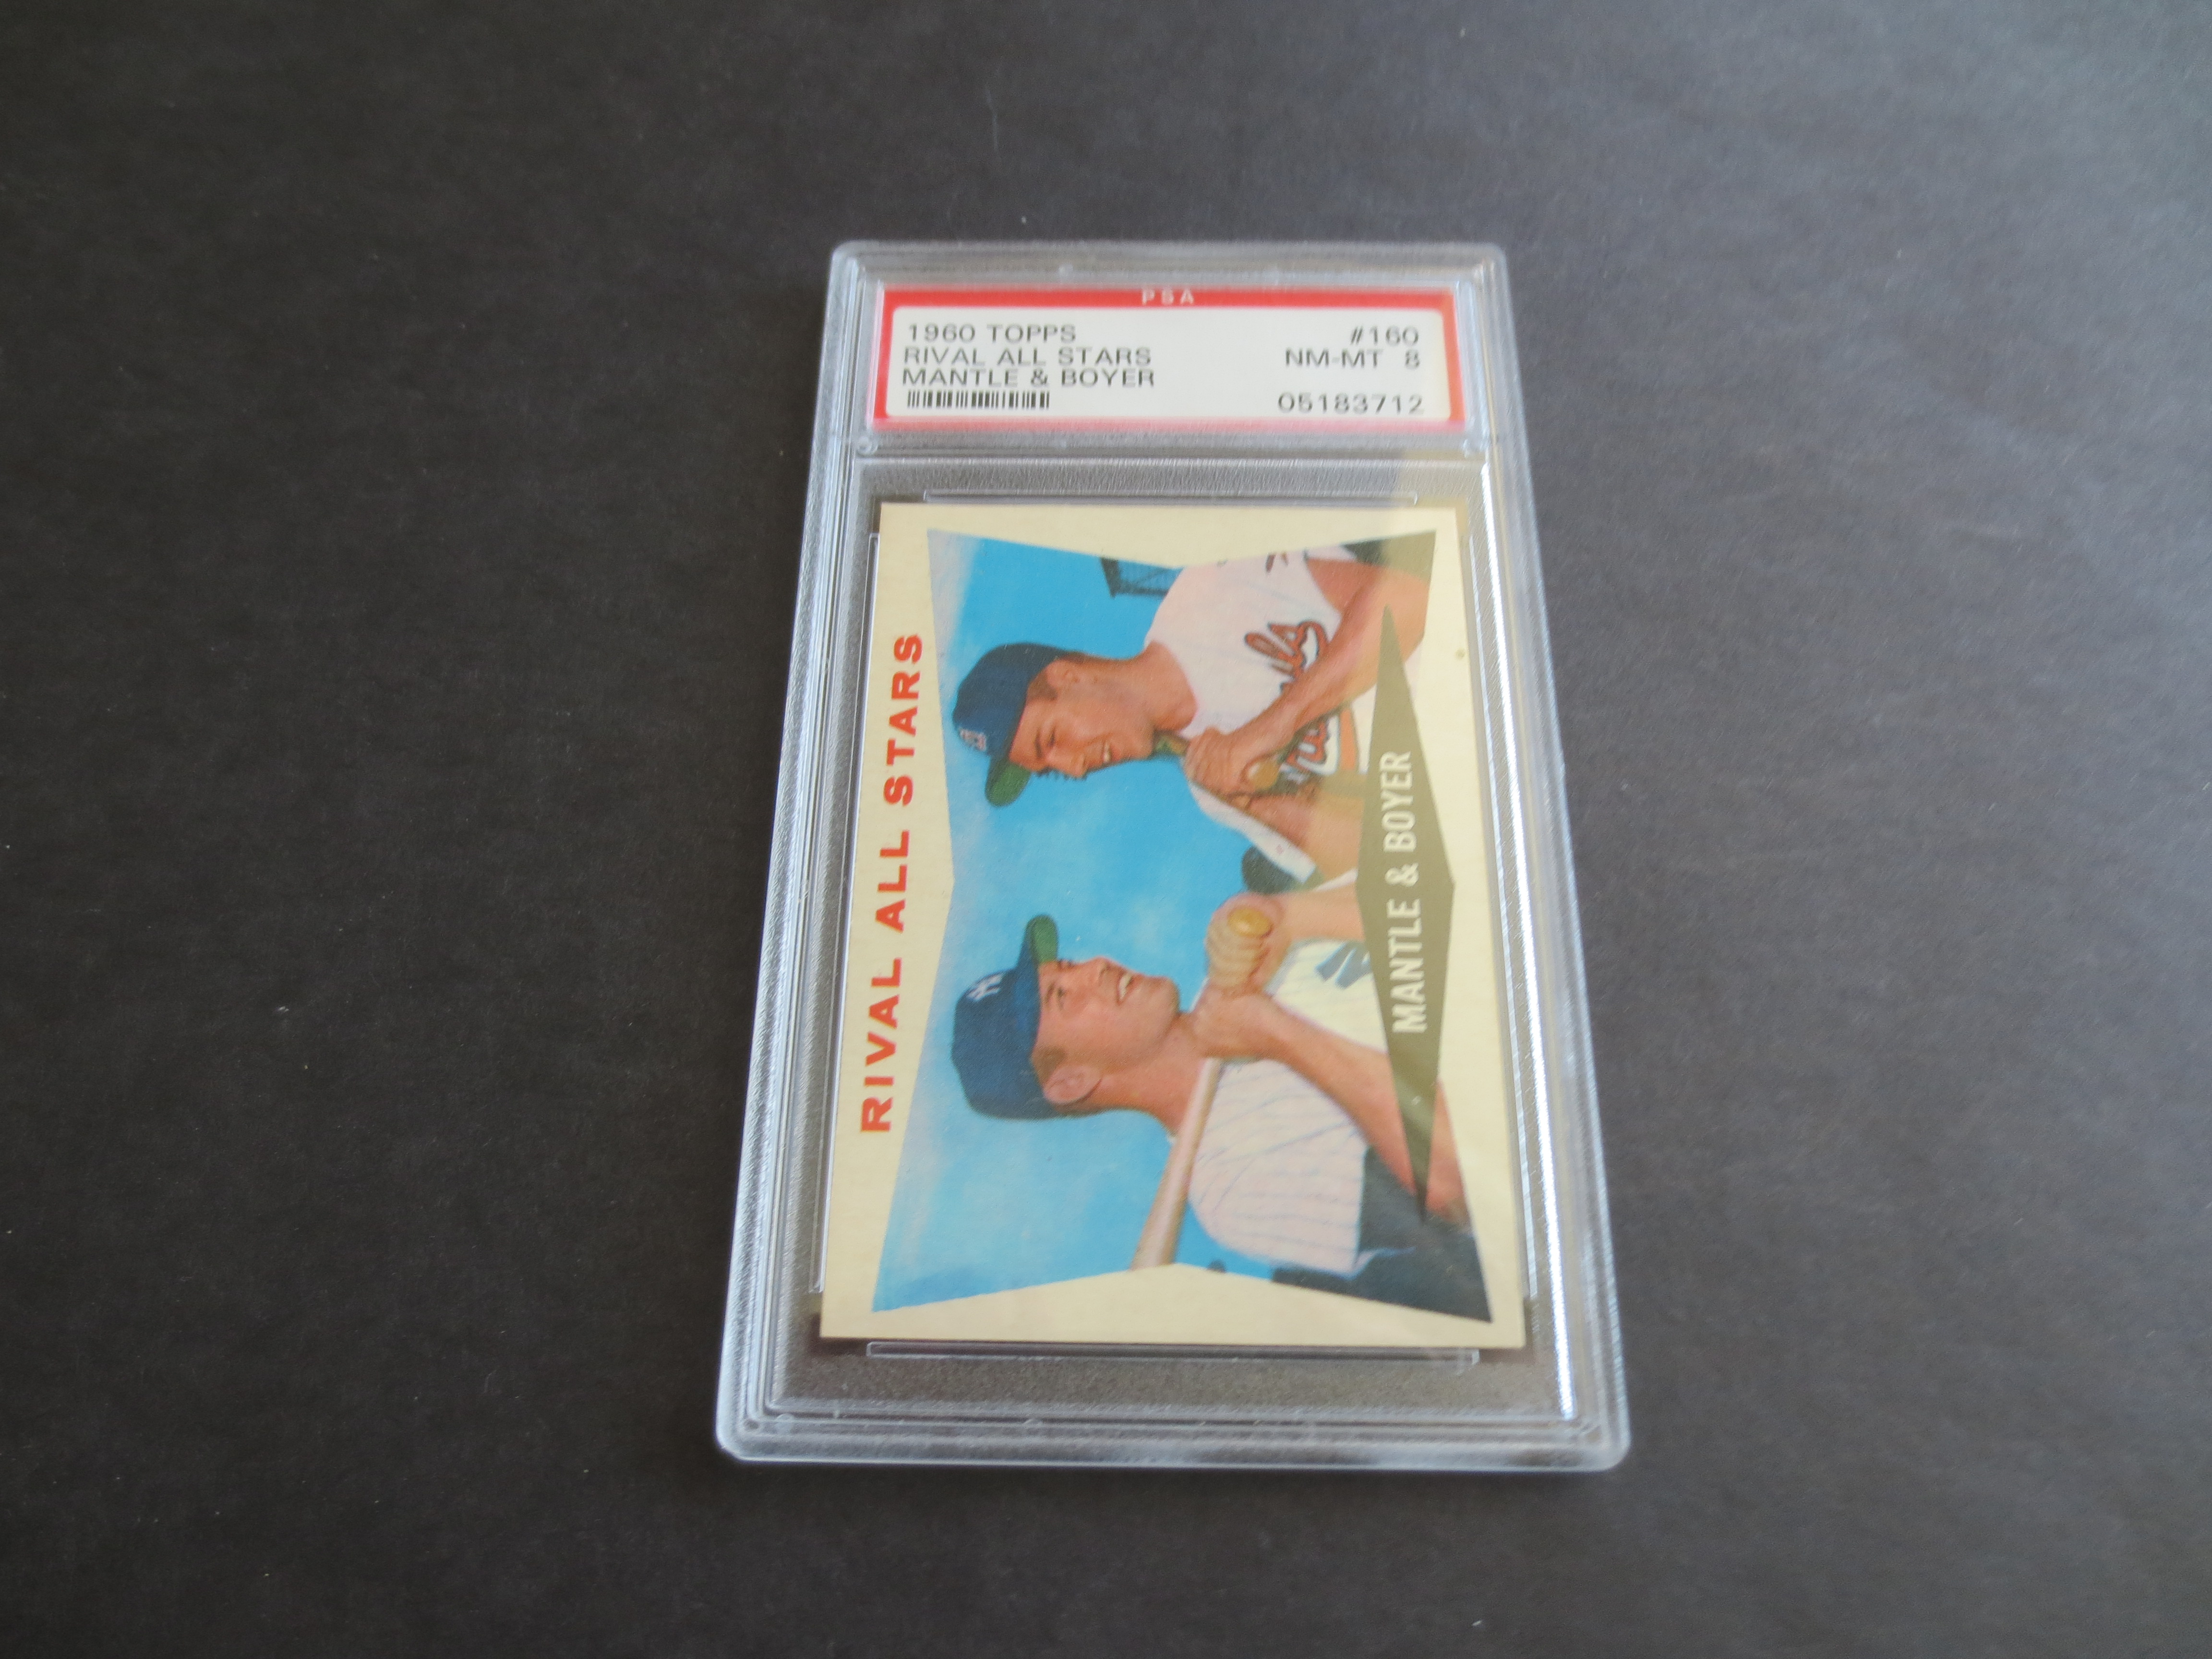 PSA
1960 TOPPS #160
RIVAL ALL STARS NM-MT 8
MANTLE & BOYER
05183712
RIVAL ALL STARS
MANTLE & BOYER